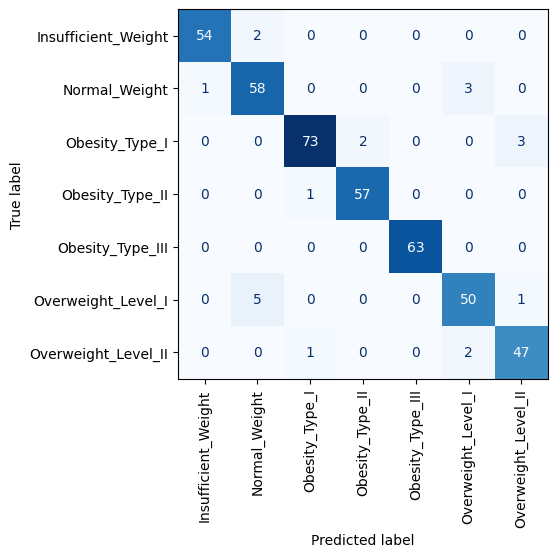 Insufficient_Weight 54 2 0 0 0 0 0
Normal_Weight 1 58 0 0 0 3 0
Obesity_Type_I 0 0 73 2 0 0 3
Obesity_Type_II 0 0 1 57 0 0 0
Obesity_Type_III 0 0 0 0 63 0 0
Overweight_Level_I 0 5 0 0 0 50 1
Overweight_Level_II 0 0 1 0 0 2 47
True label
Insufficient_Weight
Normal_Weight
Obesity_Type_I
Obesity_Type_II
Obesity_Type_III
Overweight_Level_I
Overweight_Level_II
Predicted label